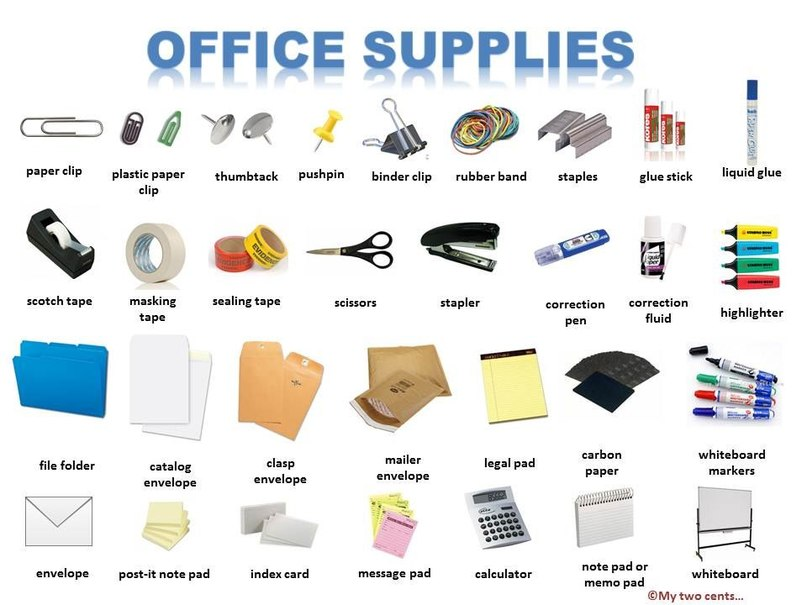 OFFICE SUPPLIES
paper clip
plastic paper
clip
thumbtack
pushpin
binder clip
rubber band
staples
glue stick
liquid glue
scotch tape
masking
tape
sealing tape
scissors
stapler
correction
pen
correction
fluid
highlighter
file folder
catalog
envelope
clasp
envelope
mailer
envelope
legal pad
carbon
paper
whiteboard
markers
envelope
post-it note pad
index card
message pad
calculator
note pad or
memo pad
whiteboard
©My two cents...